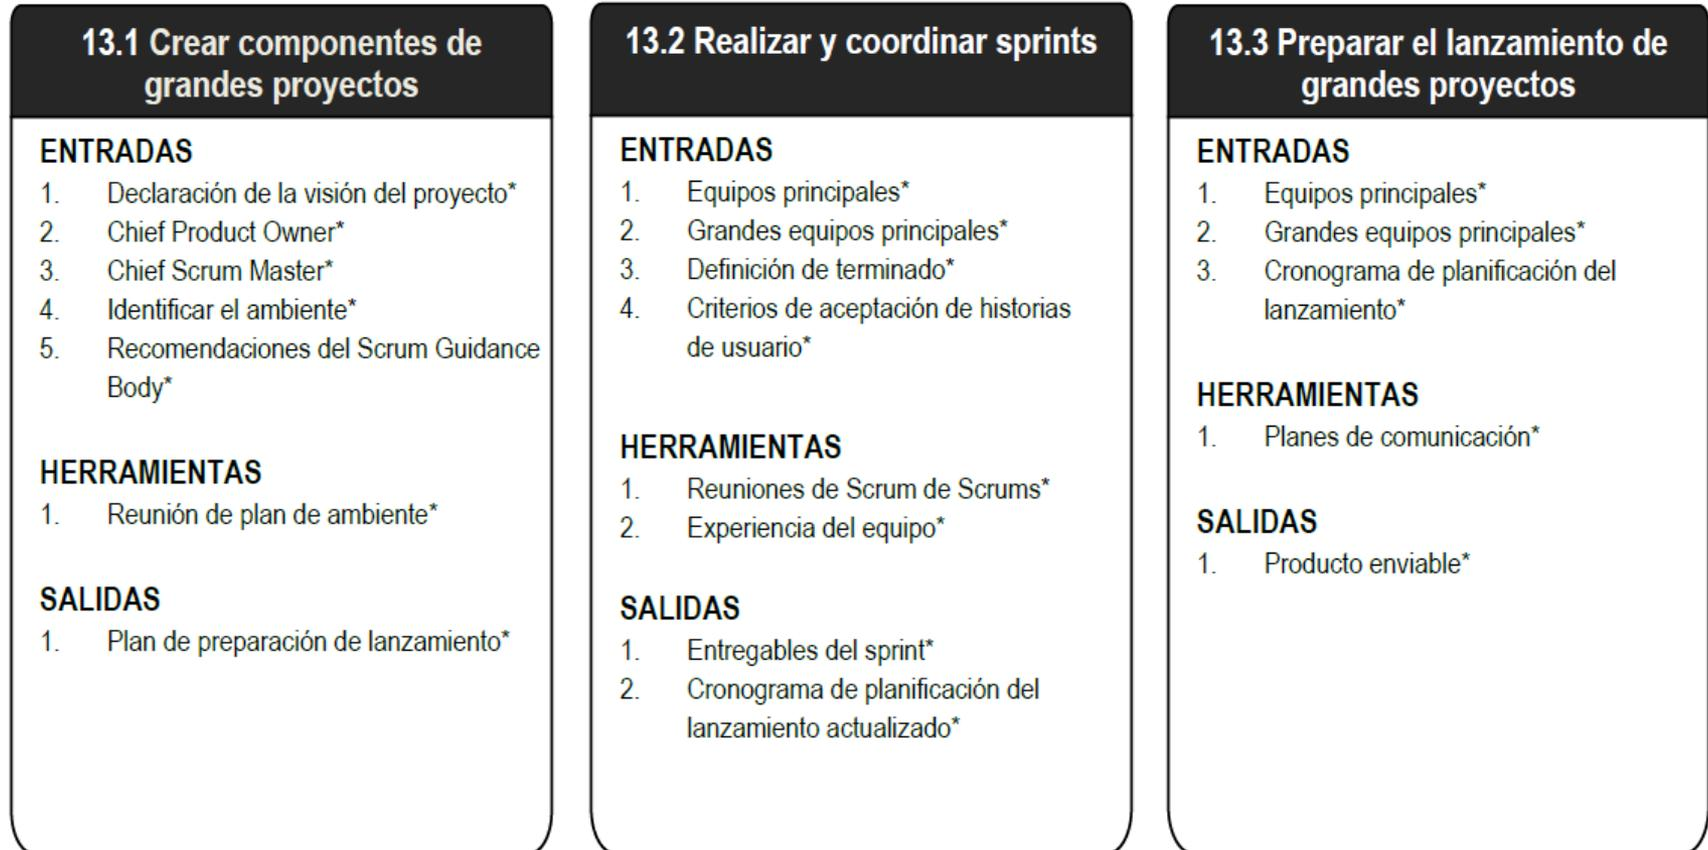 13.1 Crear componentes de
grandes proyectos
ENTRADAS
1. Declaración de la visión del proyecto*
2. Chief Product Owner*
3. Chief Scrum Master*
4. Identificar el ambiente*
5. Recomendaciones del Scrum Guidance
Body*
HERRAMIENTAS
1. Reunión de plan de ambiente*
SALIDAS
1. Plan de preparación de lanzamiento*
13.2 Realizar y coordinar sprints
ENTRADAS
1. Equipos principales*
2. Grandes equipos principales*
3. Definición de terminado*
4. Criterios de aceptación de historias
de usuario*
HERRAMIENTAS
1. Reuniones de Scrum de Scrums*
2. Experiencia del equipo*
SALIDAS
1. Entregables del sprint*
2. Cronograma de planificación del
lanzamiento actualizado*
13.3 Preparar el lanzamiento de
grandes proyectos
ENTRADAS
1. Equipos principales*
2. Grandes equipos principales*
3. Cronograma de planificación del
lanzamiento*
HERRAMIENTAS
1. Planes de comunicación*
SALIDAS
1. Producto enviable*